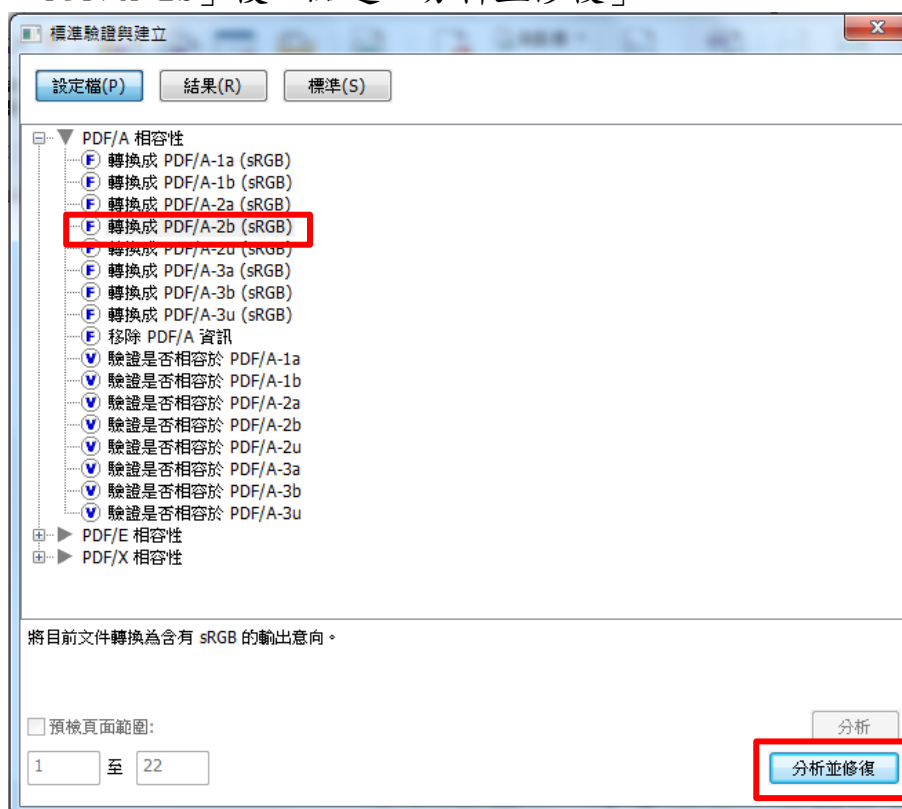 標準驗證與建立
設定檔(P) 結果(R) 標準(S)
PDF/A 相容性
轉換成 PDF/A-1a (sRGB)
轉換成 PDF/A-1b (sRGB)
轉換成 PDF/A-2a (sRGB)
轉換成 PDF/A-2b (sRGB)
轉換成 PDF/A-2u (sRGB)
轉換成 PDF/A-3a (sRGB)
轉換成 PDF/A-3b (sRGB)
轉換成 PDF/A-3u (sRGB)
移除 PDF/A 資訊
驗證是否相容於 PDF/A-1a
驗證是否相容於 PDF/A-1b
驗證是否相容於 PDF/A-2a
驗證是否相容於 PDF/A-2b
驗證是否相容於 PDF/A-2u
驗證是否相容於 PDF/A-3a
驗證是否相容於 PDF/A-3b
驗證是否相容於 PDF/A-3u
PDF/E 相容性
PDF/X 相容性
將目前文件轉換為含有 sRGB 的輸出意向。
預檢頁面範圍: 分析
1 至 22 分析並修復